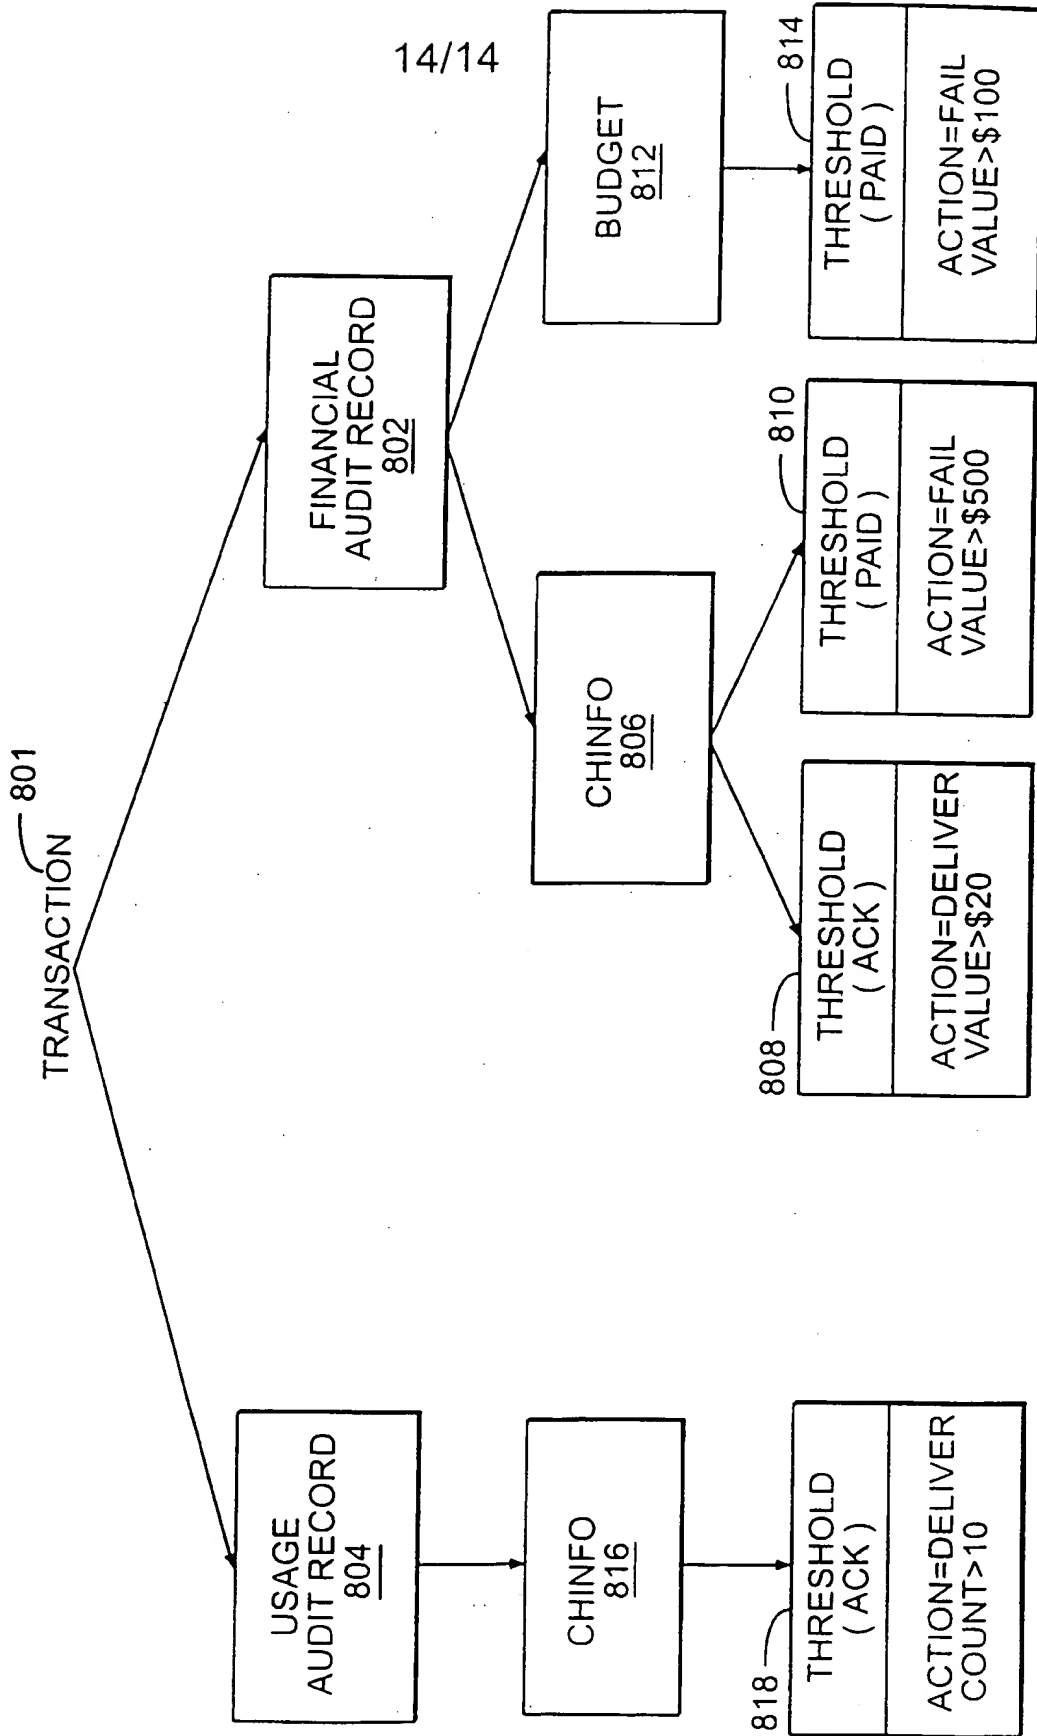 14/14
TRANSACTION
801
USAGE
AUDIT RECORD
804
FINANCIAL
AUDIT RECORD
802
CHINFO
816
CHINFO
806
BUDGET
812
818
THRESHOLD
( ACK )
ACTION=DELIVER
COUNT>10
808
THRESHOLD
( ACK )
ACTION=DELIVER
VALUE>$20
810
THRESHOLD
( PAID )
ACTION=FAIL
VALUE>$500
814
THRESHOLD
( PAID )
ACTION=FAIL
VALUE>$100